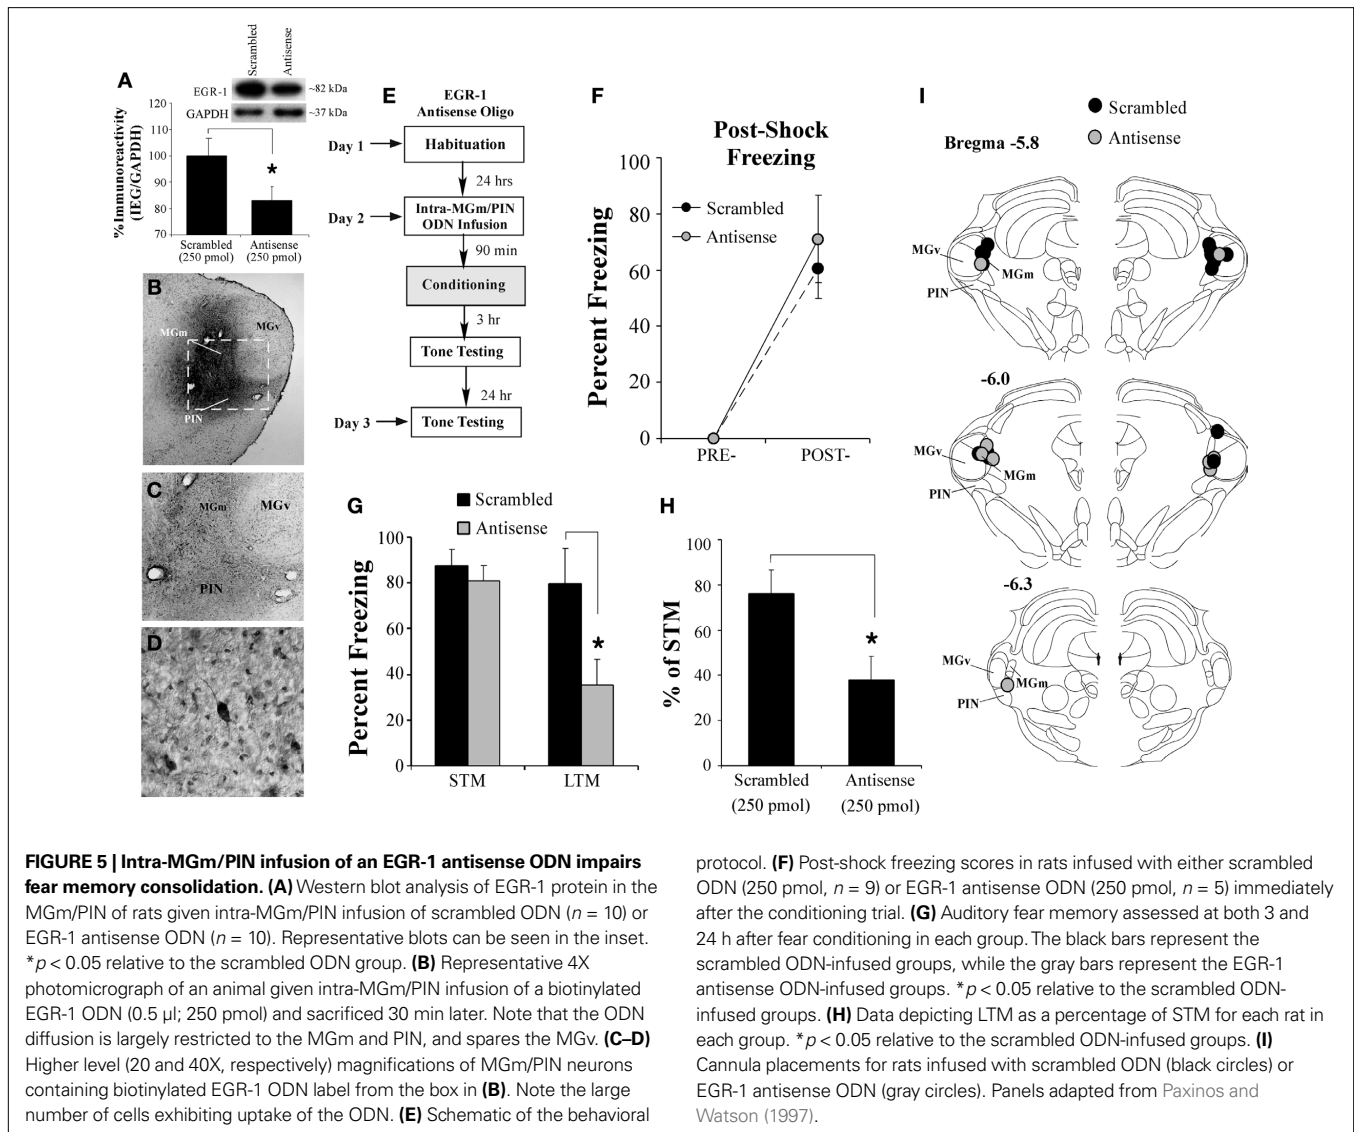 A
Scrambled
Antisense
EGR-1
~82 kDa
GAPDH
~37 kDa
%Immunoreactivity
(IEG/GAPDH)
120
110
100
90
80
70
*
Scrambled
(250 pmol)
Antisense
(250 pmol)
B
MGm
MGv
PIN
C
MGm
MGv
PIN
D
E
EGR-1
Antisense Oligo
Day 1
Habituation
24 hrs
Day 2
Intra-MGm/PIN
ODN Infusion
90 min
Conditioning
3 hr
Tone Testing
24 hr
Day 3
Tone Testing
F
Post-Shock
Freezing
Percent Freezing
100
80
60
40
20
0
Scrambled
Antisense
PRE-
POST-
G
Scrambled
Antisense
Percent Freezing
100
80
60
40
20
0
*
STM
LTM
H
% of STM
100
80
60
40
20
0
*
Scrambled
(250 pmol)
Antisense
(250 pmol)
I
Scrambled
Antisense
Bregma -5.8
MGv
MGm
PIN
-6.0
MGv
MGm
PIN
-6.3
MGv
MGm
PIN
FIGURE 5 | Intra-MGm/PIN infusion of an EGR-1 antisense ODN impairs
fear memory consolidation. (A) Western blot analysis of EGR-1 protein in the
MGm/PIN of rats given intra-MGm/PIN infusion of scrambled ODN (n = 10) or
EGR-1 antisense ODN (n = 10). Representative blots can be seen in the inset.
*p < 0.05 relative to the scrambled ODN group. (B) Representative 4X
photomicrograph of an animal given intra-MGm/PIN infusion of a biotinylated
EGR-1 ODN (0.5 μl; 250 pmol) and sacrificed 30 min later. Note that the ODN
diffusion is largely restricted to the MGm and PIN, and spares the MGv. (C–D)
Higher level (20 and 40X, respectively) magnifications of MGm/PIN neurons
containing biotinylated EGR-1 ODN label from the box in (B). Note the large
number of cells exhibiting uptake of the ODN. (E) Schematic of the behavioral
protocol. (F) Post-shock freezing scores in rats infused with either scrambled
ODN (250 pmol, n = 9) or EGR-1 antisense ODN (250 pmol, n = 5) immediately
after the conditioning trial. (G) Auditory fear memory assessed at both 3 and
24 h after fear conditioning in each group. The black bars represent the
scrambled ODN-infused groups, while the gray bars represent the EGR-1
antisense ODN-infused groups. *p < 0.05 relative to the scrambled ODN-
infused groups. (H) Data depicting LTM as a percentage of STM for each rat in
each group. *p < 0.05 relative to the scrambled ODN-infused groups. (I)
Cannula placements for rats infused with scrambled ODN (black circles) or
EGR-1 antisense ODN (gray circles). Panels adapted from Paxinos and
Watson (1997).